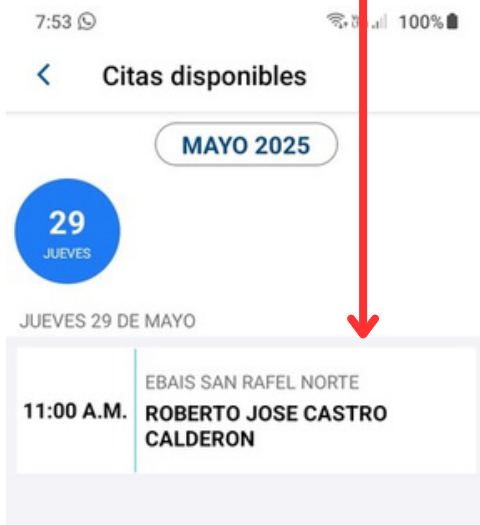 7:53
100%
Citas disponibles
MAYO 2025
29
JUEVES
JUEVES 29 DE MAYO
EBAIS SAN RAFEL NORTE
11:00 A.M.
ROBERTO JOSE CASTRO
CALDERON